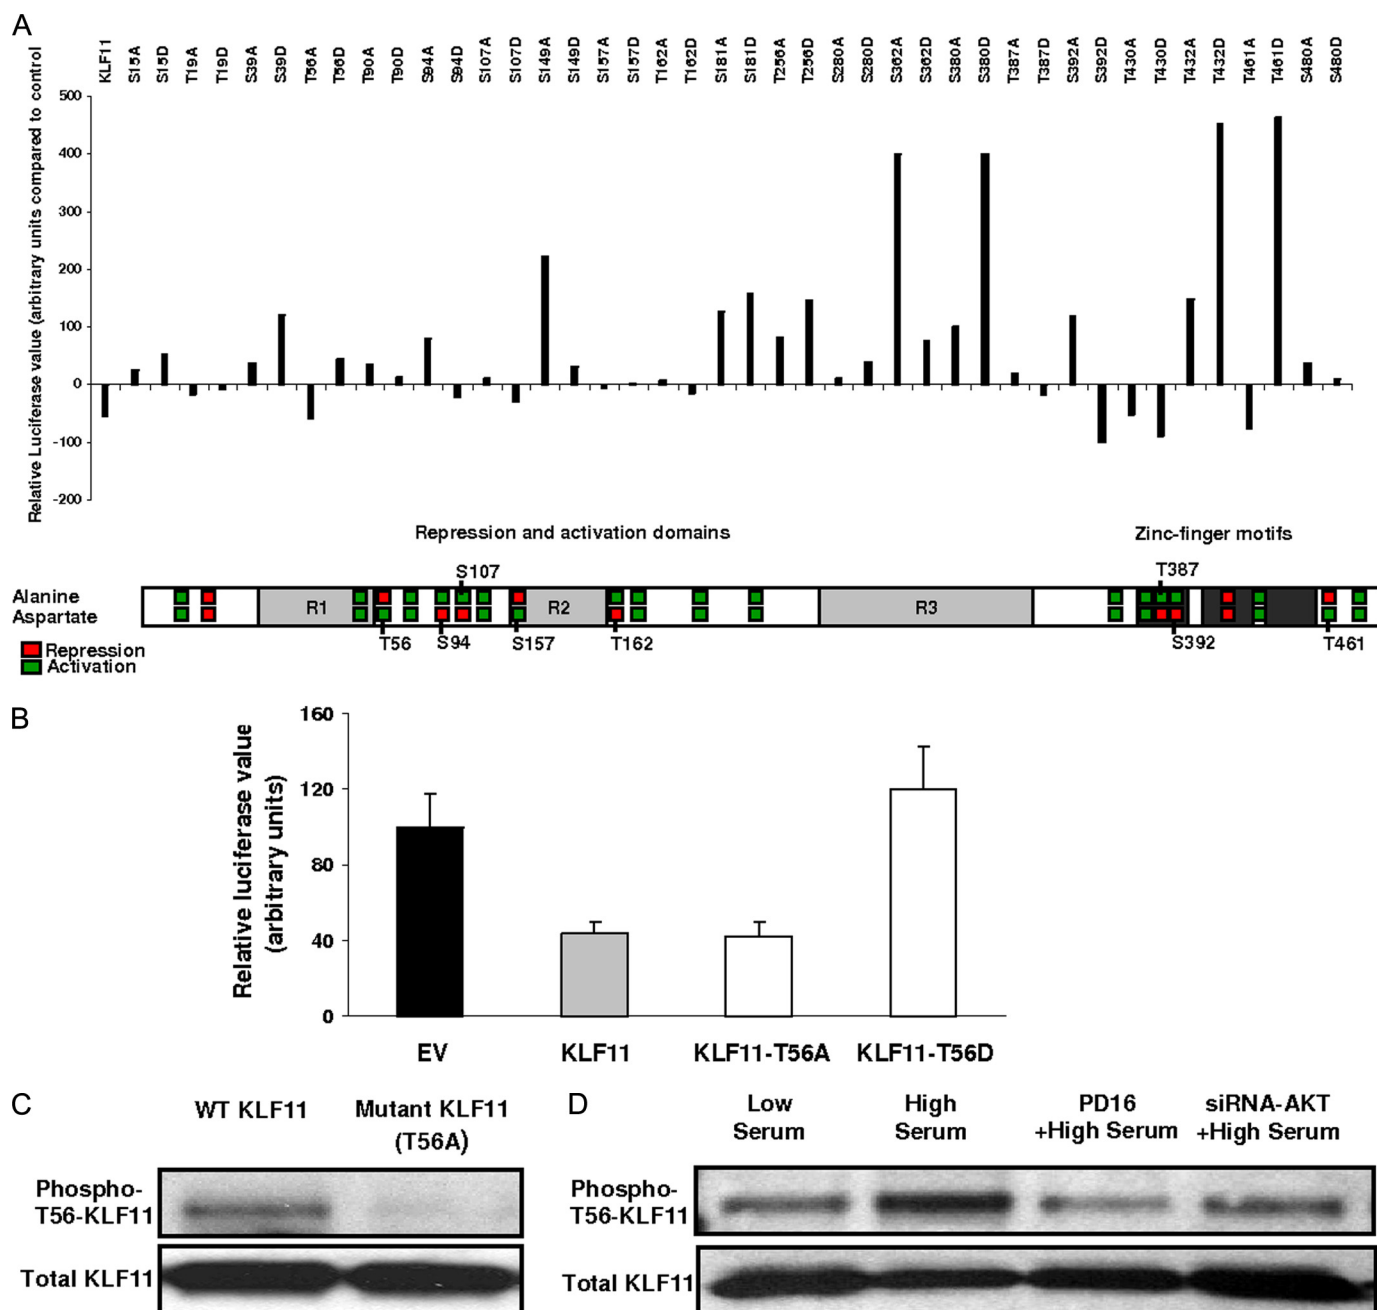 A
KLF11 S15A S15D T19A T19D S39A S39D T56A T56D T90A T90D S94A S94D S107A S107D S149A S149D S157A S157D T162A T162D S181A S181D T256A T256D S280A S280D S362A S362D S380A S380D T387A T387D S392A S392D T430A T430D T432A T432D T461A T461D S480A S480D
Relative Luciferase value (arbitrary units compared to control
500
400
300
200
100
0
-100
-200
Repression and activation domains
Zinc-finger motifs
S107
T387
Alanine
Aspartate
R1
R2
R3
T56
S94
S157
T162
S392
T461
Repression
Activation
B
Relative luciferase value
(arbitrary units)
160
120
80
40
0
EV
KLF11
KLF11-T56A
KLF11-T56D
C
WT KLF11
Mutant KLF11
(T56A)
Phospho-
T56-KLF11
Total KLF11
D
Low
Serum
High
Serum
PD16
+High Serum
siRNA-AKT
+High Serum
Phospho-
T56-KLF11
Total KLF11